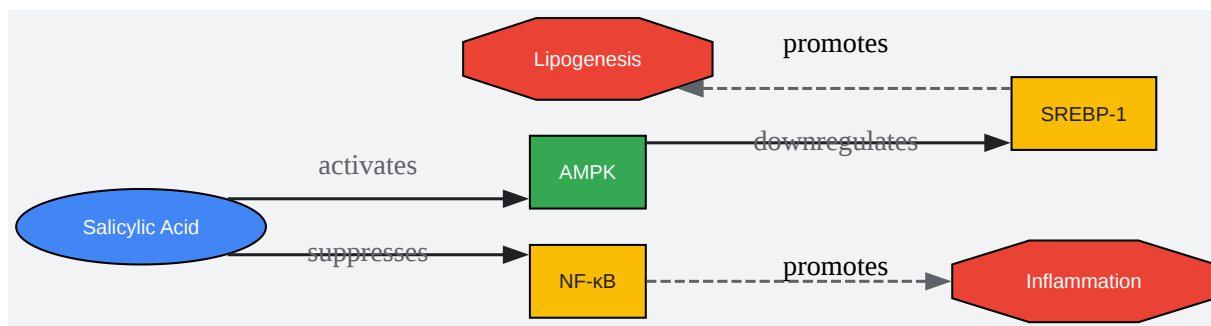 promotes
Lipogenesis
SREBP-1
downregulates
activates
AMPK
Salicylic Acid
suppresses
promotes
NF-κB
Inflammation